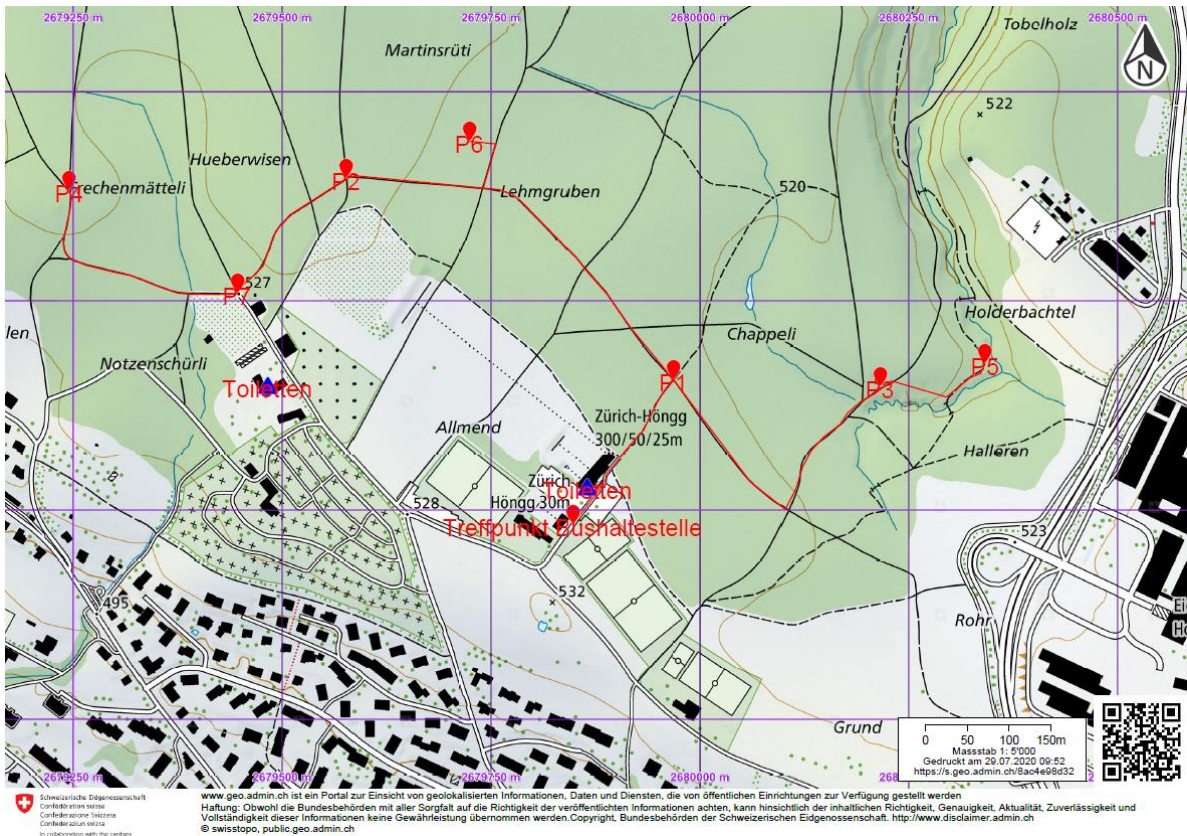 2679250 m
2679500 m
2679750 m
2680000 m
2680250 m
2680500 m
Tobelholz
Martinsrüti
N
522
P6
Hueberwisen
P2
P4
Frechenmätteli
Lehmgruben
520
527
P7
Holderbachtel
len
Chappeli
Notzenschürli
P5
P1
P3
Toiletten
Zürich-Höngg
300/50/25m
Allmend
Halleren
Zürich-
Höngg 30m
Toiletten
528
Treffpunkt Bushaltestelle
523
532
495
Rohr
Grund
0 50 100 150m
Massstab 1: 5'000
Gedruckt am 29.07.2020 09:52
https://s.geo.admin.ch/8ac4e98d32
2679250 m
2679500 m
2679750 m
2680000 m
2680500 m
Schweizerische Eidgenossenschaft
Confédération suisse
Confederazione Svizzera
Confederaziun svizra
In collaboration with the cantons
www.geo.admin.ch ist ein Portal zur Einsicht von geolokalisierten Informationen, Daten und Diensten, die von öffentlichen Einrichtungen zur Verfügung gestellt werden
Haftung: Obwohl die Bundesbehörden mit aller Sorgfalt auf die Richtigkeit der veröffentlichten Informationen achten, kann hinsichtlich der inhaltlichen Richtigkeit, Genauigkeit, Aktualität, Zuverlässigkeit und
Vollständigkeit dieser Informationen keine Gewährleistung übernommen werden.Copyright, Bundesbehörden der Schweizerischen Eidgenossenschaft. http://www.disclaimer.admin.ch
© swisstopo, public.geo.admin.ch